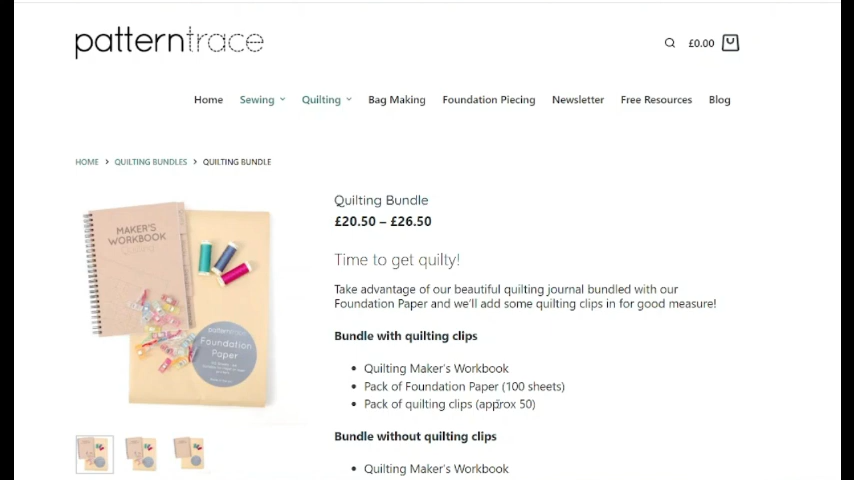 patterntrace
£0.00
Home Sewing Quilting Bag Making Foundation Piecing Newsletter Free Resources Blog
HOME > QUILTING BUNDLES > QUILTING BUNDLE
MAKER'S
WORKBOOK
patterntrace
Foundation
Paper
Quilting Bundle
£20.50 – £26.50
Time to get quilty!
Take advantage of our beautiful quilting journal bundled with our
Foundation Paper and we'll add some quilting clips in for good measure!
Bundle with quilting clips
• Quilting Maker's Workbook
• Pack of Foundation Paper (100 sheets)
• Pack of quilting clips (approx 50)
Bundle without quilting clips
• Quilting Maker's Workbook